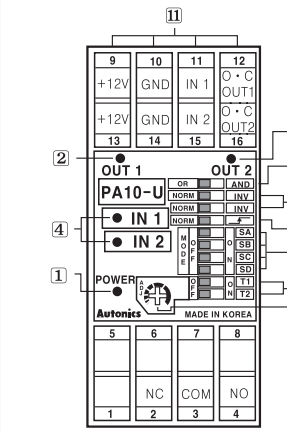 11
9 10 11 12
+12V GND IN 1 O・C OUT1
+12V GND IN 2 O・C OUT2
13 14 15 16
2
OUT 1 OUT 2
PA10-U
OR AND
NORM INV
NORM INV
NORM
4
IN 1
IN 2
MODE OFF ON SA SB SC SD
1
POWER
ADJ
OFF ON T1 T2
Autonics MADE IN KOREA
5 6 7 8
NC COM NO
1 2 3 4